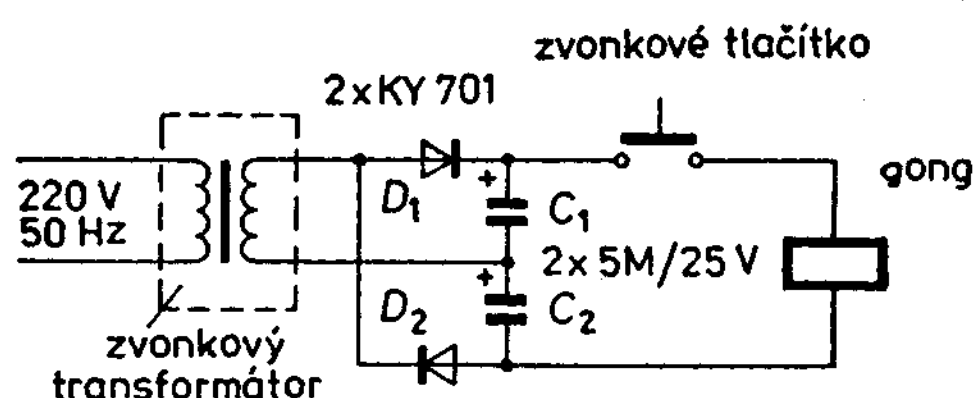 zvonkové tlačítko
2xKY 701
220 V
50 Hz
D₁
+
C₁
gong
2x 5M/25 V
+
D₂
C₂
zvonkový
transformátor